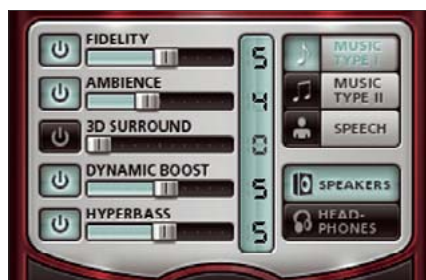 FIDELITY
5
AMBIENCE
4
3D SURROUND
0
DYNAMIC BOOST
5
HYPERBASS
5
MUSIC
TYPE I
MUSIC
TYPE II
SPEECH
SPEAKERS
HEAD-
PHONES